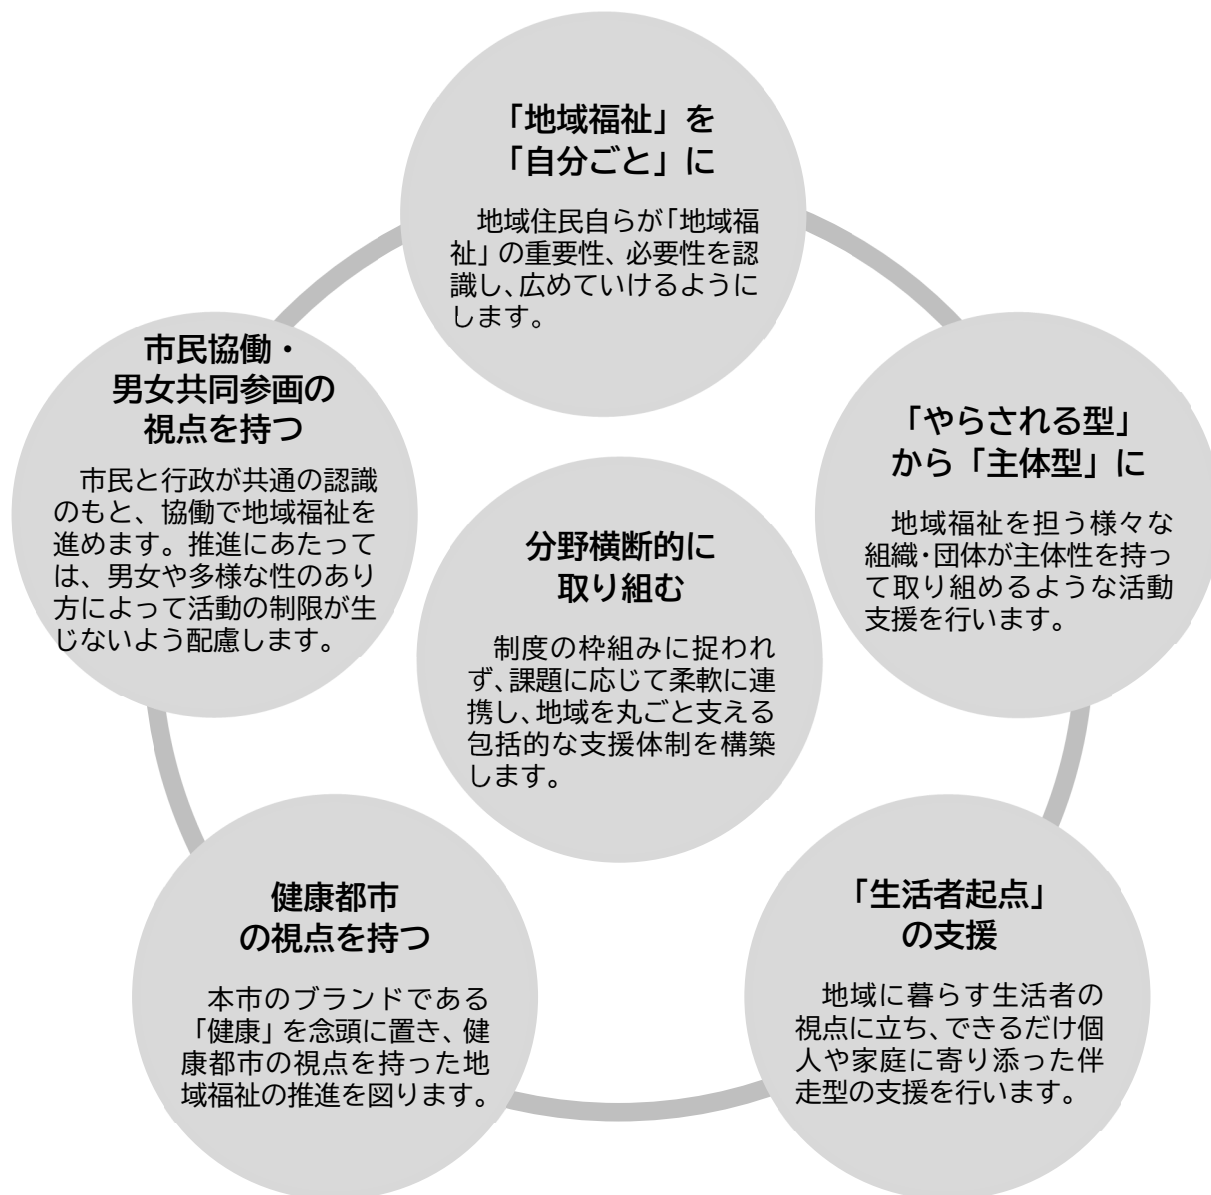 「地域福祉」を
「自分ごと」に
地域住民自らが「地域福
祉」の重要性、必要性を認
識し、広めていけるように
します。
「やらされる型」
から「主体型」に
地域福祉を担う様々な
組織・団体が主体性を持っ
て取り組めるような活動
支援を行います。
「生活者起点」
の支援
地域に暮らす生活者の
視点に立ち、できるだけ個
人や家庭に寄り添った伴
走型の支援を行います。
健康都市
の視点を持つ
本市のブランドである
「健康」を念頭に置き、健
康都市の視点を持った地
域福祉の推進を図ります。
市民協働・
男女共同参画の
視点を持つ
市民と行政が共通の認識
のもと、協働で地域福祉を
進めます。推進にあたって
は、男女や多様な性のあり
方によって活動の制限が生
じないよう配慮します。
分野横断的に
取り組む
制度の枠組みに捉われ
ず、課題に応じて柔軟に連
携し、地域を丸ごと支える
包括的な支援体制を構築
します。